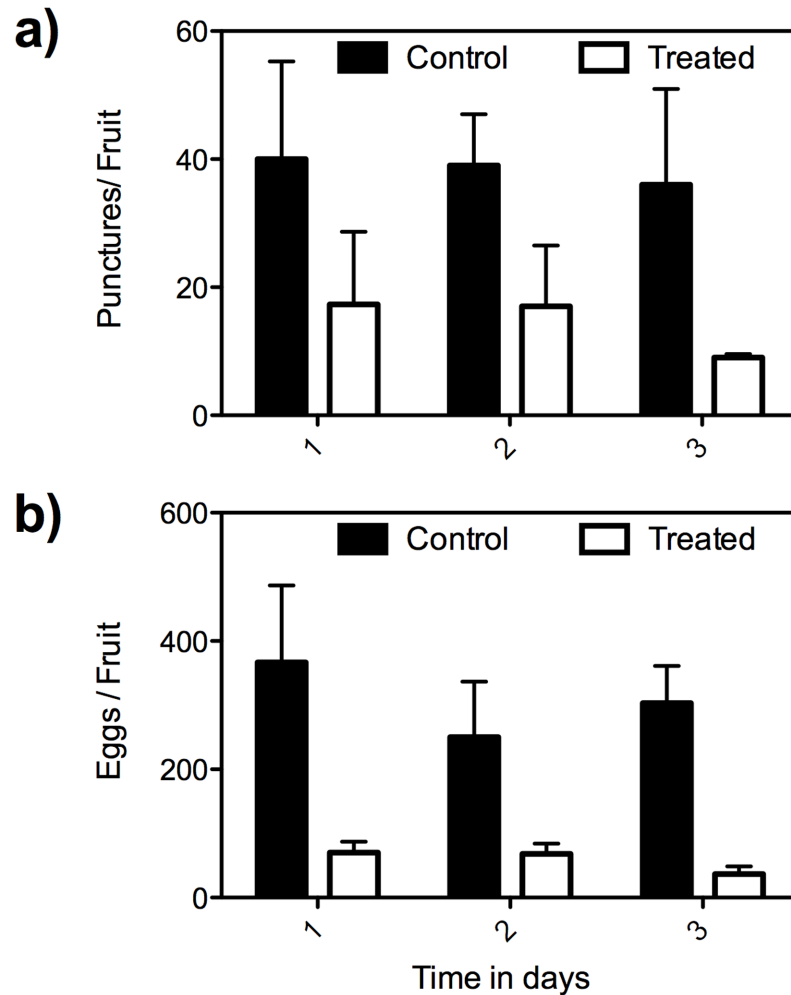 a)
60
Control Treated
40
Punctures/ Fruit
20
0
1 2 3
b)
600
Control Treated
400
Eggs / Fruit
200
0
1 2 3
Time in days